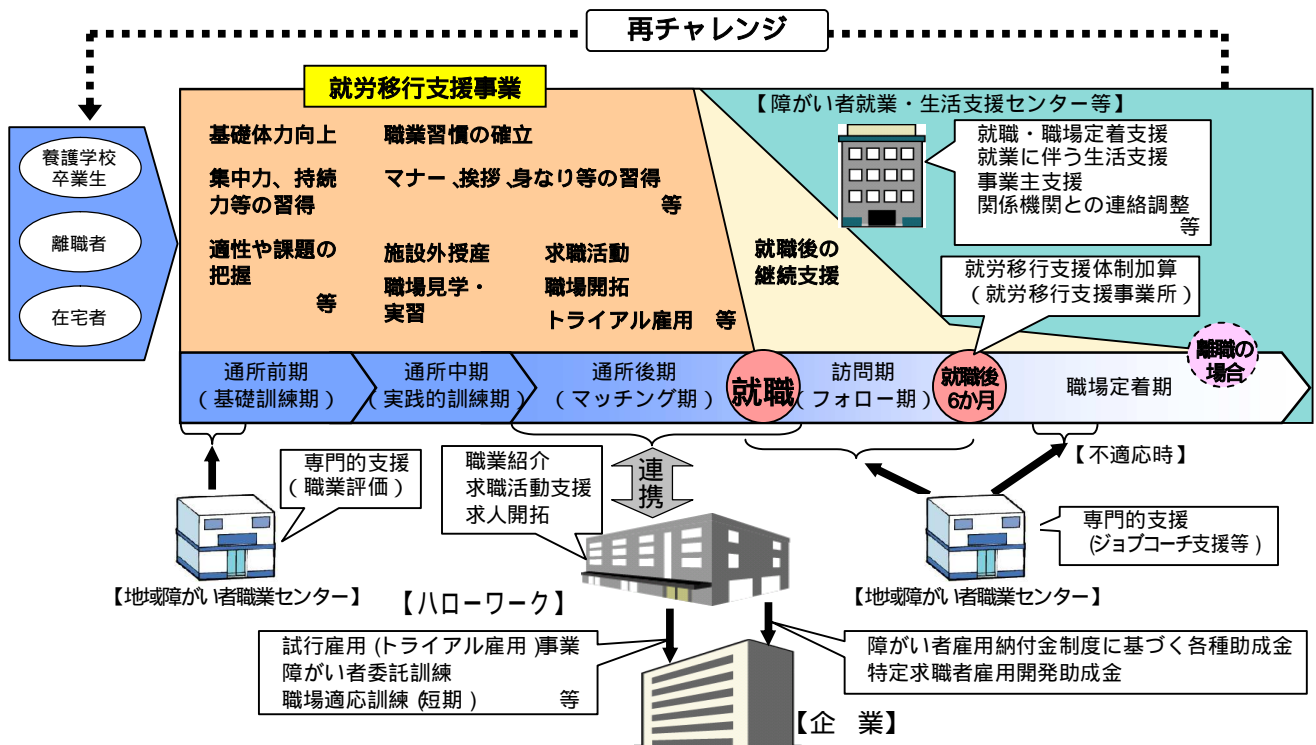 再チャレンジ
就労移行支援事業
【障がい者就業・生活支援センター等】
養護学校
卒業生
離職者
在宅者
基礎体力向上
集中力、持続
力等の習得
適性や課題の
把握
等
職業習慣の確立
マナー、挨拶、身なり等の習得
等
施設外授産
職場見学・
実習
求職活動
職場開拓
トライアル雇用 等
就職後の
継続支援
就職・職場定着支援
就業に伴う生活支援
事業主支援
関係機関との連絡調整
等
就労移行支援体制加算
(就労移行支援事業所)
離職の
場合
通所前期
(基礎訓練期)
通所中期
(実践的訓練期)
通所後期
(マッチング期)
就職
訪問期
(フォロー期)
就職後
6か月
職場定着期
専門的支援
(職業評価)
【地域障がい者職業センター】
職業紹介
求職活動支援
求人開拓
連携
【ハローワーク】
【不適応時】
専門的支援
(ジョブコーチ支援等)
【地域障がい者職業センター】
試行雇用(トライアル雇用)事業
障がい者委託訓練
職場適応訓練(短期) 等
障がい者雇用納付金制度に基づく各種助成金
特定求職者雇用開発助成金
【企 業】